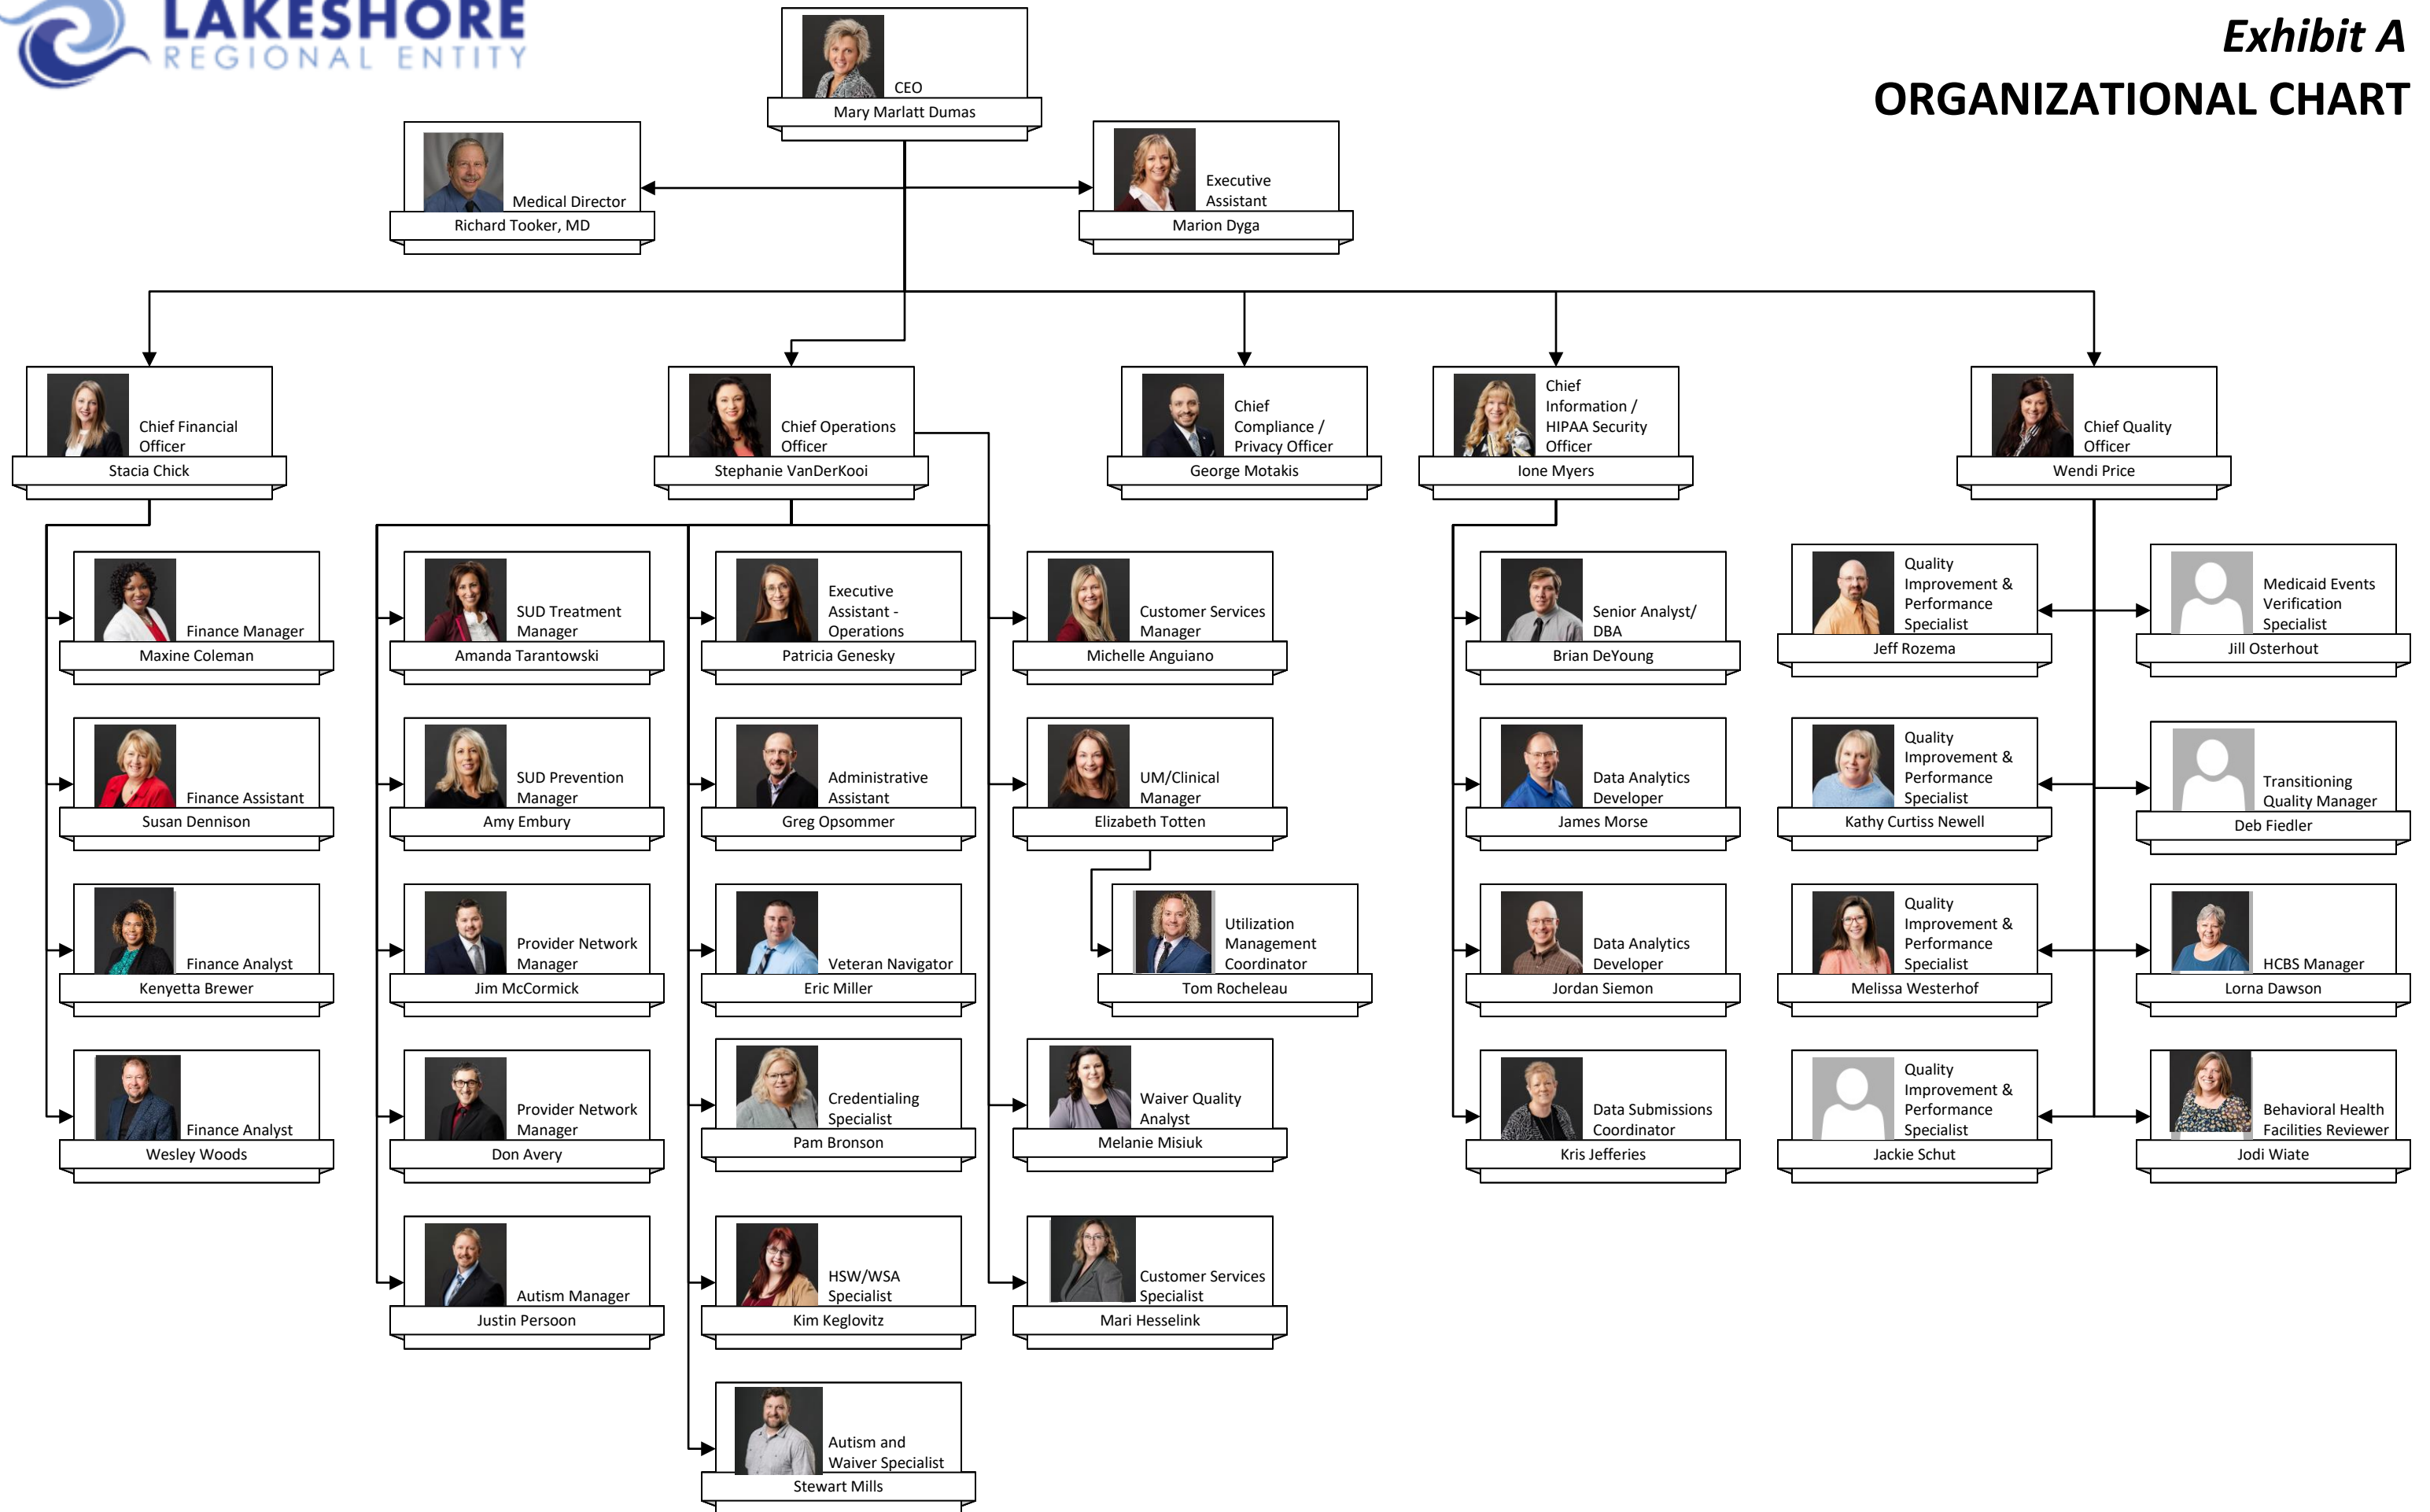 LAKESHORE
REGIONAL ENTITY
Exhibit A
ORGANIZATIONAL CHART
CEO
Mary Marlatt Dumas
Medical Director
Richard Tooker, MD
Executive
Assistant
Marion Dyga
Chief Financial
Officer
Stacia Chick
Chief Operations
Officer
Stephanie VanDerKooi
Chief
Compliance /
Privacy Officer
George Motakis
Chief
Information /
HIPAA Security
Officer
Ione Myers
Chief Quality
Officer
Wendi Price
Finance Manager
Maxine Coleman
SUD Treatment
Manager
Amanda Tarantowski
Executive
Assistant -
Operations
Patricia Genesky
Customer Services
Manager
Michelle Anguiano
Senior Analyst/
DBA
Brian DeYoung
Quality
Improvement &
Performance
Specialist
Jeff Rozema
Medicaid Events
Verification
Specialist
Jill Osterhout
Finance Assistant
Susan Dennison
SUD Prevention
Manager
Amy Embury
Administrative
Assistant
Greg Opsommer
UM/Clinical
Manager
Elizabeth Totten
Data Analytics
Developer
James Morse
Quality
Improvement &
Performance
Specialist
Kathy Curtiss Newell
Transitioning
Quality Manager
Deb Fiedler
Finance Analyst
Kenyetta Brewer
Provider Network
Manager
Jim McCormick
Veteran Navigator
Eric Miller
Utilization
Management
Coordinator
Tom Rocheleau
Data Analytics
Developer
Jordan Siemon
Quality
Improvement &
Performance
Specialist
Melissa Westerhof
HCBS Manager
Lorna Dawson
Finance Analyst
Wesley Woods
Provider Network
Manager
Don Avery
Credentialing
Specialist
Pam Bronson
Waiver Quality
Analyst
Melanie Misiuk
Data Submissions
Coordinator
Kris Jefferies
Quality
Improvement &
Performance
Specialist
Jackie Schut
Behavioral Health
Facilities Reviewer
Jodi Wiate
Autism Manager
Justin Persoon
HSW/WSA
Specialist
Kim Keglovitz
Customer Services
Specialist
Mari Hesselink
Autism and
Waiver Specialist
Stewart Mills